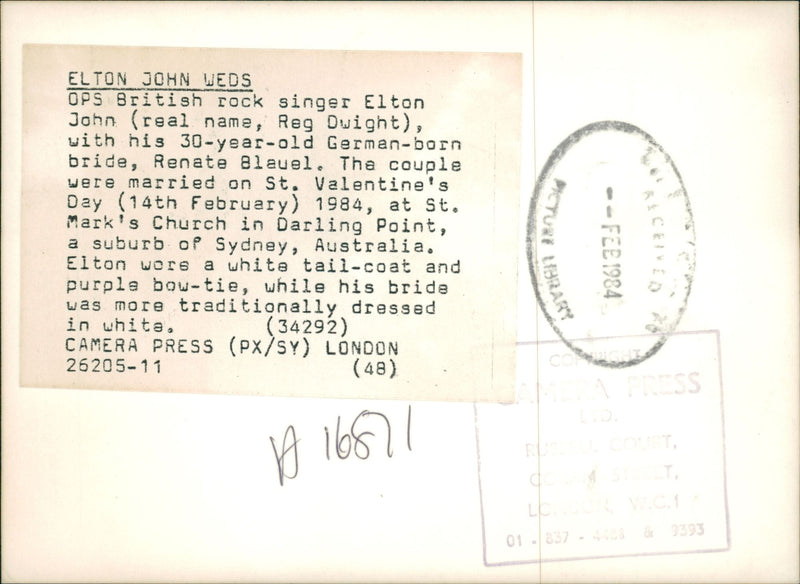 ELTON JOHN WEDS
OPS British rock singer Elton
John (real name, Reg Dwight),
with his 30-year-old German-born
bride, Renate Blauel. The couple
were married on St. Valentine's
Day (14th February) 1984, at St.
Mark's Church in Darling Point,
a suburb of Sydney, Australia.
Elton wore a white tail-coat and
purple bow-tie, while his bride
was more traditionally dressed
in white. (34292)
CAMERA PRESS (PX/SY) LONDON
26205-11 (48)
RECEIVED
-- FEB 1984
PICTURE LIBRARY
A 16871
COPYRIGHT
CAMERA PRESS
LTD.
RUSSELL COURT,
STREET,
LONDON, W.C.1
01 - 837 - 4488 & 9393